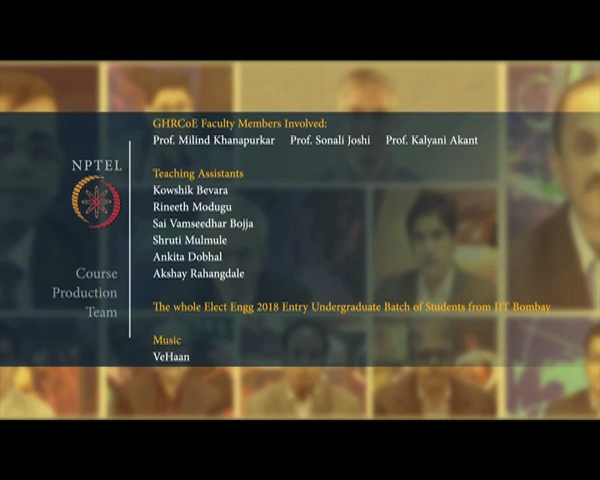 NPTEL
Course
Production
Team
GHRCoE Faculty Members Involved:
Prof. Milind Khanapurkar Prof. Sonali Joshi Prof. Kalyani Akant
Teaching Assistants
Kowshik Bevara
Rineeth Modugu
Sai Vamseedhar Bojja
Shruti Mulmule
Ankita Dobhal
Akshay Rahangdale
The whole Elect Engg 2018 Entry Undergraduate Batch of Students from IIT Bombay
Music
VeHaan